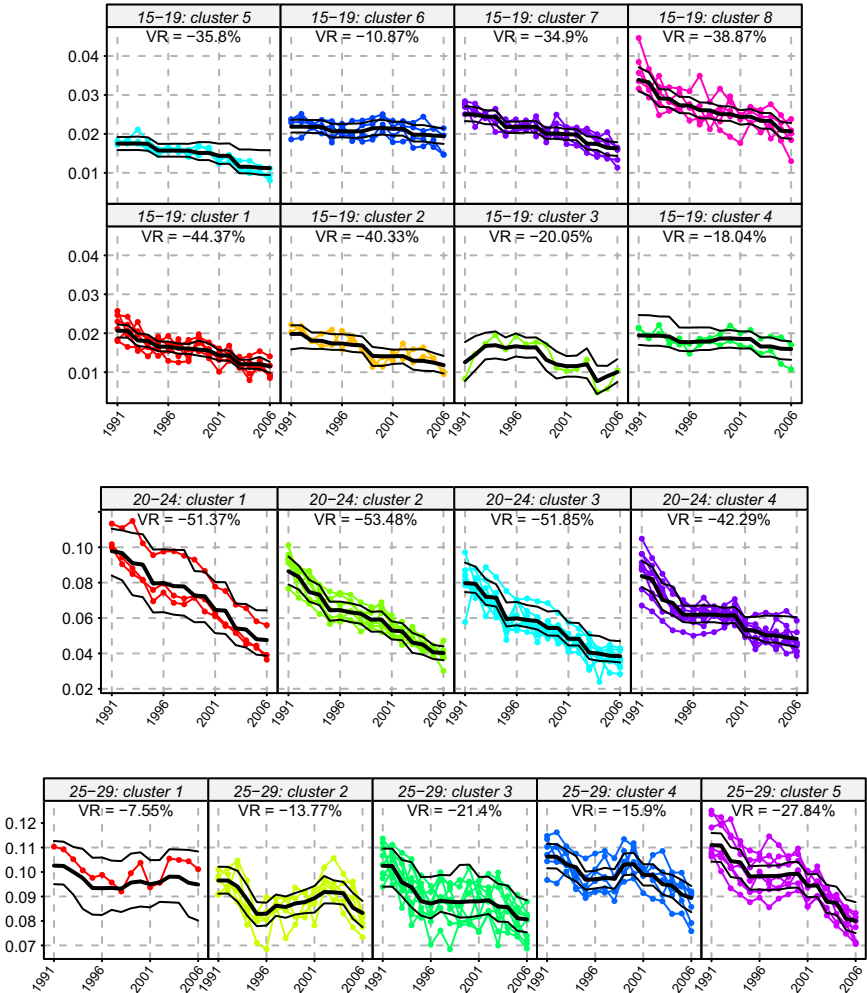 15−19: cluster 5 15−19: cluster 6 15−19: cluster 7 15−19: cluster 8
VR = −35.8% VR = −10.87% VR = −34.9% VR = −38.87%
0.04
0.03
0.02
0.01
15−19: cluster 1 15−19: cluster 2 15−19: cluster 3 15−19: cluster 4
VR = −44.37% VR = −40.33% VR = −20.05% VR = −18.04%
0.04
0.03
0.02
0.01
1991 1996 2001 2006 1991 1996 2001 2006 1991 1996 2001 2006 1991 1996 2001 2006
20−24: cluster 1 20−24: cluster 2 20−24: cluster 3 20−24: cluster 4
VR = −51.37% VR = −53.48% VR = −51.85% VR = −42.29%
0.10
0.08
0.06
0.04
0.02
1991 1996 2001 2006 1991 1996 2001 2006 1991 1996 2001 2006 1991 1996 2001 2006
25−29: cluster 1 25−29: cluster 2 25−29: cluster 3 25−29: cluster 4 25−29: cluster 5
VR = −7.55% VR = −13.77% VR = −21.4% VR = −15.9% VR = −27.84%
0.12
0.11
0.10
0.09
0.08
0.07
1991 1996 2001 2006 1991 1996 2001 2006 1991 1996 2001 2006 1991 1996 2001 2006 1991 1996 2001 2006